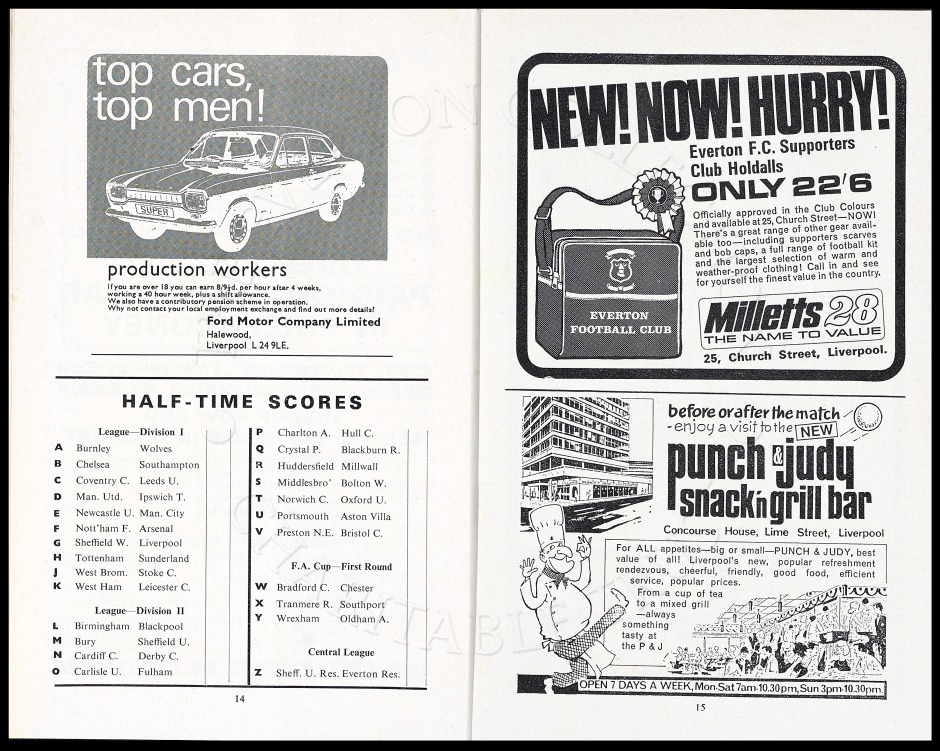 top cars,
top men!
SUPER
production workers
If you are over 18 you can earn 8/9½d. per hour after 4 weeks,
working a 40 hour week, plus a shift allowance.
We also have a contributory pension scheme in operation.
Why not contact your local employment exchange and find out more details?
Ford Motor Company Limited
Halewood,
Liverpool L 24 9LE.
HALF-TIME SCORES
League—Division I
A Burnley Wolves
B Chelsea Southampton
C Coventry C. Leeds U.
D Man. Utd. Ipswich T.
E Newcastle U. Man. City
F Nott'ham F. Arsenal
G Sheffield W. Liverpool
H Tottenham Sunderland
J West Brom. Stoke C.
K West Ham Leicester C.
League—Division II
L Birmingham Blackpool
M Bury Sheffield U.
N Cardiff C. Derby C.
O Carlisle U. Fulham
P Charlton A. Hull C.
Q Crystal P. Blackburn R.
R Huddersfield Millwall
S Middlesbro' Bolton W.
T Norwich C. Oxford U.
U Portsmouth Aston Villa
V Preston N.E. Bristol C.
F.A. Cup—First Round
W Bradford C. Chester
X Tranmere R. Southport
Y Wrexham Oldham A.
Central League
Z Sheff. U. Res. Everton Res.
14
NEW! NOW! HURRY!
Everton F.C. Supporters
Club Holdalls
ONLY 22'6
Officially approved in the Club Colours
and available at 25, Church Street—NOW!
There's a great range of other gear avail-
able too—including supporters scarves
and bob caps, a full range of football kit
and the largest selection of warm and
weather-proof clothing! Call in and see
for yourself the finest value in the country.
EVERTON
FOOTBALL CLUB
Milletts 28
THE NAME TO VALUE
25, Church Street, Liverpool.
before or after the match
- enjoy a visit to the NEW
punch & judy
snack'n grill bar
Concourse House, Lime Street, Liverpool
For ALL appetites—big or small—PUNCH & JUDY, best
value of all! Liverpool's new, popular refreshment
rendezvous, cheerful, friendly, good food, efficient
service, popular prices.
From a cup of tea
to a mixed grill
—always
something
tasty at
the P & J
OPEN 7 DAYS A WEEK, Mon-Sat 7am-10.30pm, Sun 3pm-10.30pm.
15